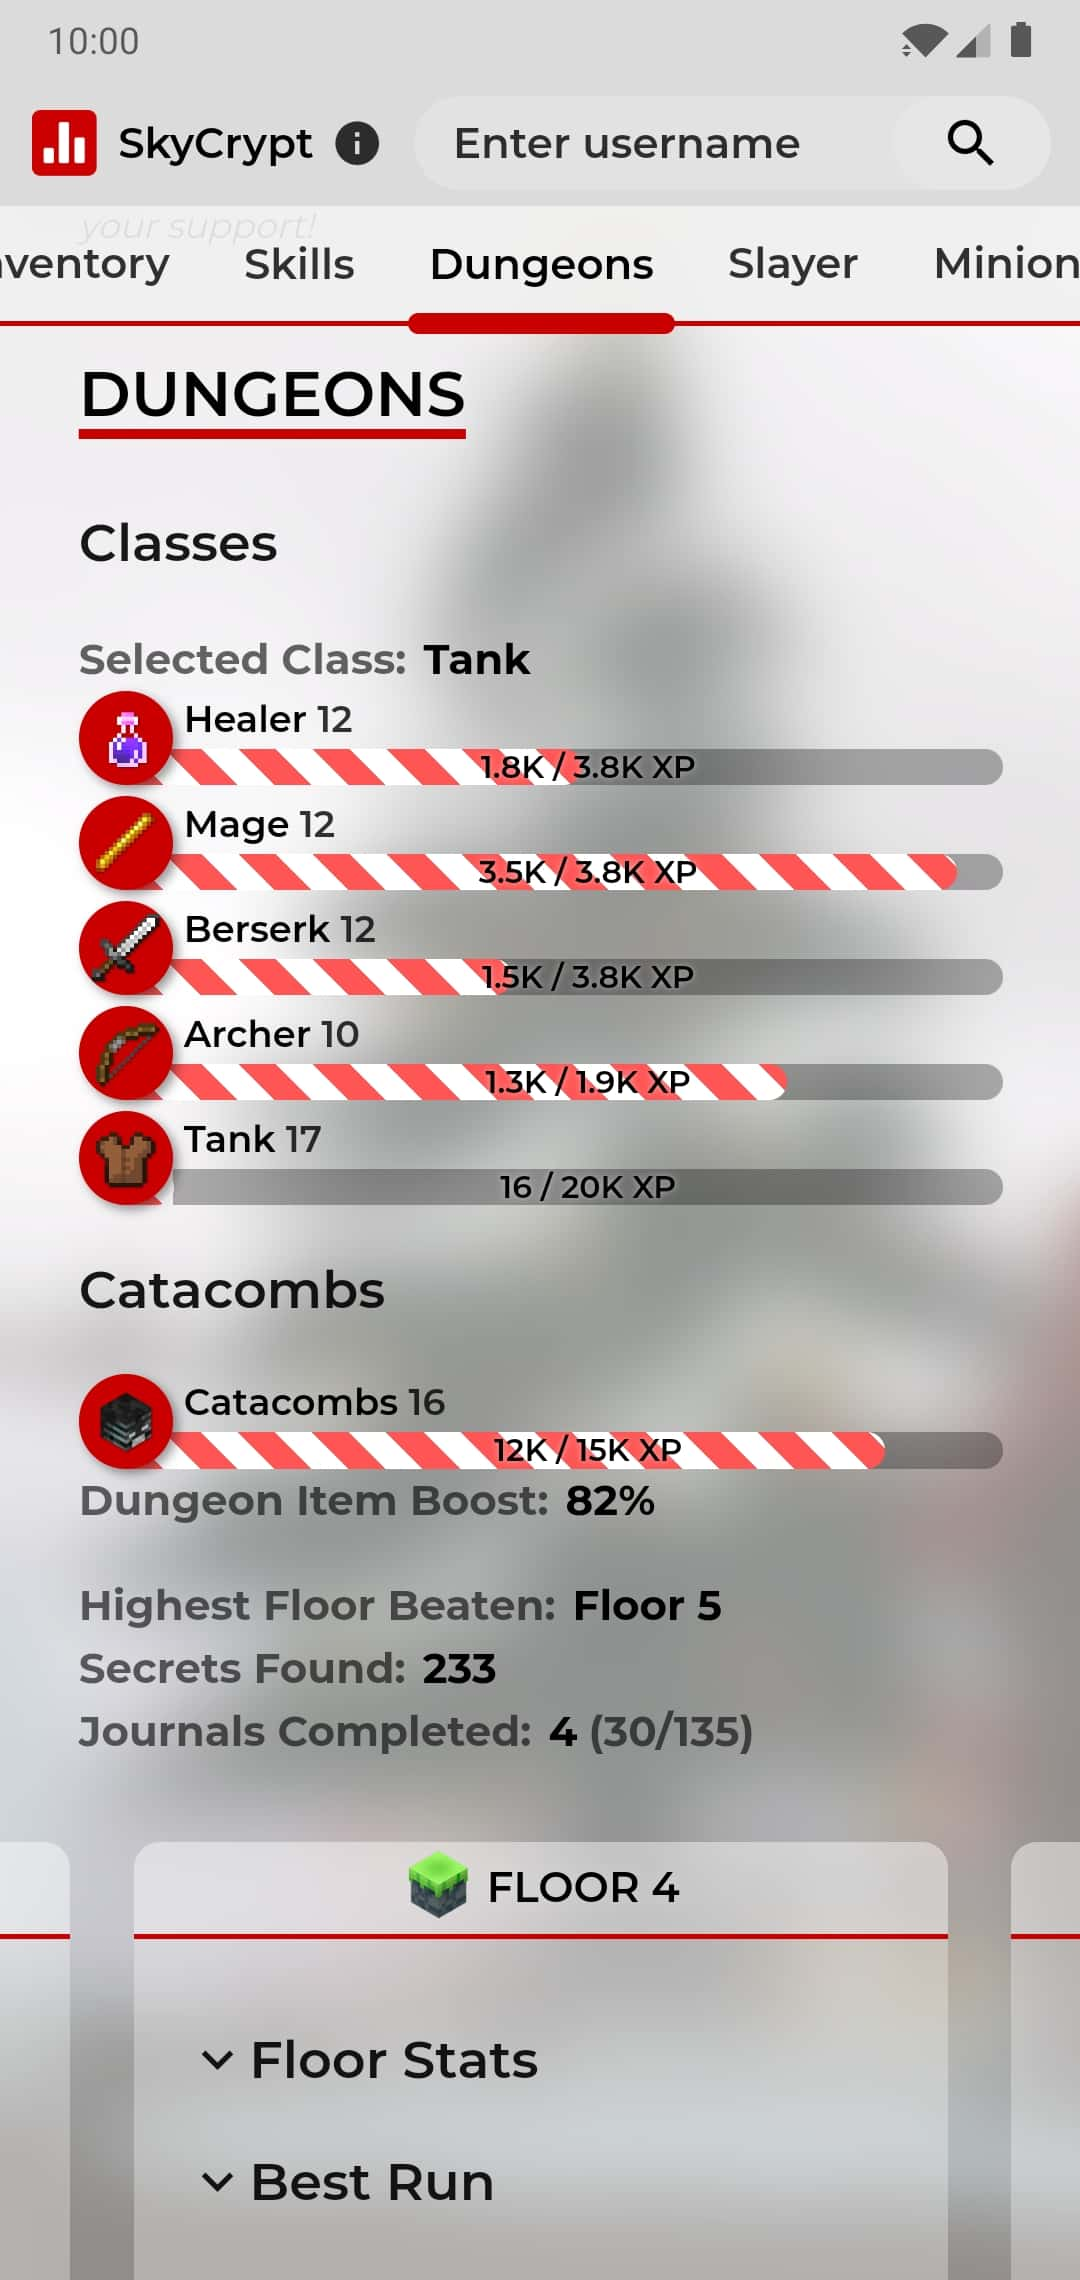 10:00
SkyCrypt
Enter username
your support!
ventory Skills Dungeons Slayer Minion
DUNGEONS
Classes
Selected Class: Tank
Healer 12
1.8K / 3.8K XP
Mage 12
3.5K / 3.8K XP
Berserk 12
1.5K / 3.8K XP
Archer 10
1.3K / 1.9K XP
Tank 17
16 / 20K XP
Catacombs
Catacombs 16
12K / 15K XP
Dungeon Item Boost: 82%
Highest Floor Beaten: Floor 5
Secrets Found: 233
Journals Completed: 4 (30/135)
FLOOR 4
Floor Stats
Best Run